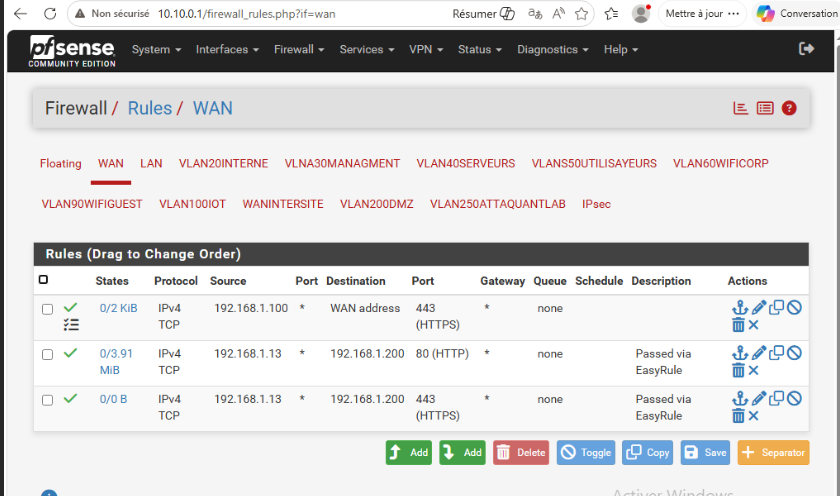 Non sécurisé 10.10.0.1/firewall_rules.php?if=wan Résumer Mettre à jour Conversation
pfsense System Interfaces Firewall Services VPN Status Diagnostics Help
COMMUNITY EDITION
Firewall / Rules / WAN
Floating WAN LAN VLAN20INTERNE VLNA30MANAGMENT VLAN40SERVEURS VLANS50UTILISAYEURS VLAN60WIFICORP
VLAN90WIFIGUEST VLAN100IOT WANINTERSITE VLAN200DMZ VLAN250ATTAQUANTLAB IPsec
Rules (Drag to Change Order)
States Protocol Source Port Destination Port Gateway Queue Schedule Description Actions
0/2 KiB IPv4 192.168.1.100 * WAN address 443 * none
TCP (HTTPS)
0/3.91 IPv4 192.168.1.13 * 192.168.1.200 80 (HTTP) * none Passed via
MiB TCP EasyRule
0/0 B IPv4 192.168.1.13 * 192.168.1.200 443 * none Passed via
TCP (HTTPS) EasyRule
Add Add Delete Toggle Copy Save Separator
Activer Windows